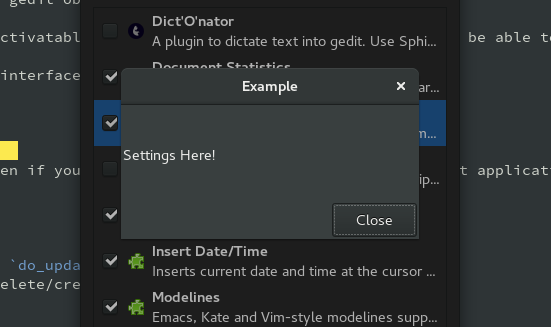 gedit ob
Dict'O'nator
ctivatabl
A plugin to dictate text into gedit. Use Sphi...
be able to
Document Statistics
interface
ar...
Example
m...
Settings Here!
en if you
ip...
t applicati
Close
`do_upda
Insert Date/Time
Inserts current date and time at the cursor ...
elete/cre
Modelines
Emacs, Kate and Vim-style modelines supp...